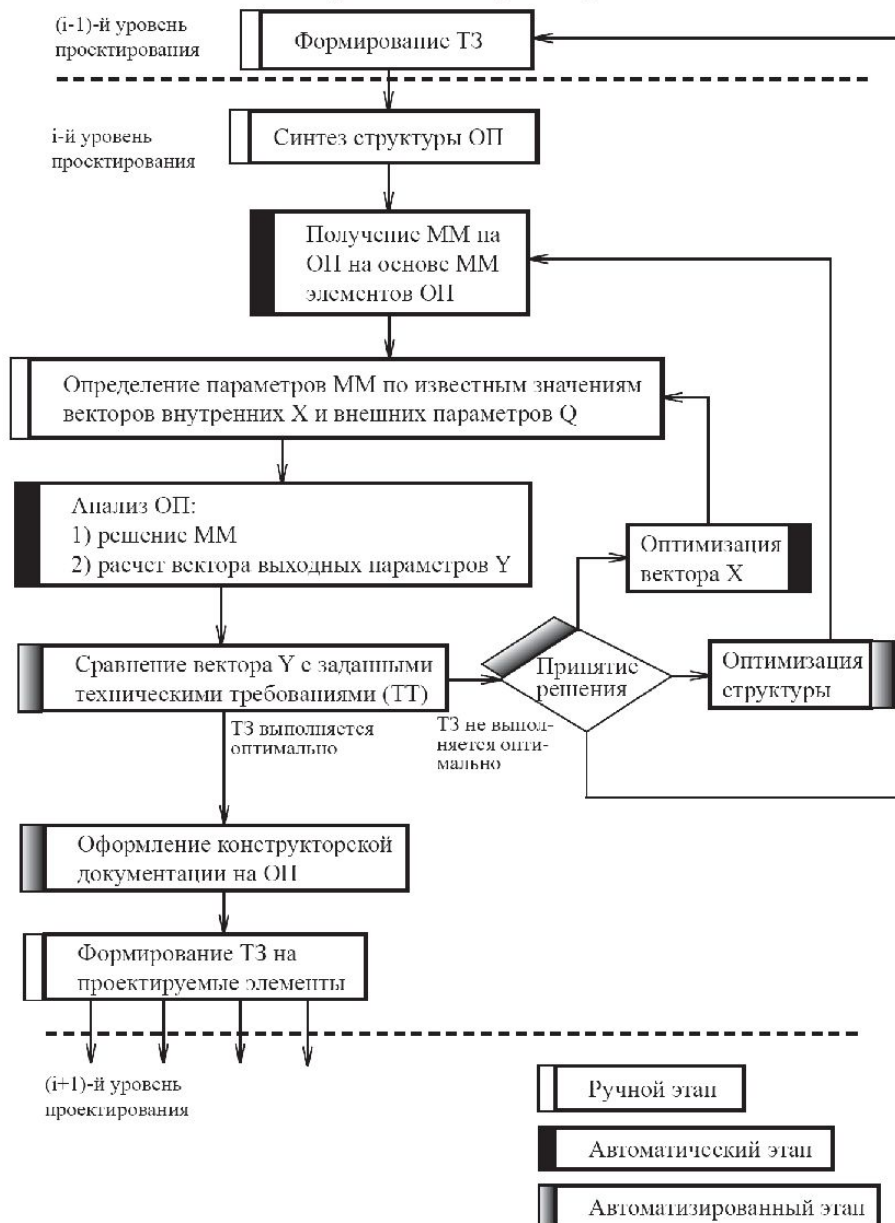 (i-1)-й уровень
проектирования
Формирование ТЗ
i-й уровень
проектирования
Синтез структуры ОП
Получение ММ на
ОП на основе ММ
элементов ОП
Определение параметров ММ по известным значениям
векторов внутренних X и внешних параметров Q
Анализ ОП:
1) решение ММ
2) расчет вектора выходных параметров Y
Оптимизация
вектора X
Сравнение вектора Y с заданными
техническими требованиями (ТТ)
Принятие
решения
Оптимизация
структуры
ТЗ выполняется
оптимально
ТЗ не выпол-
няется опти-
мально
Оформление конструкторской
документации на ОП
Формирование ТЗ на
проектируемые элементы
(i+1)-й уровень
проектирования
Ручной этап
Автоматический этап
Автоматизированный этап